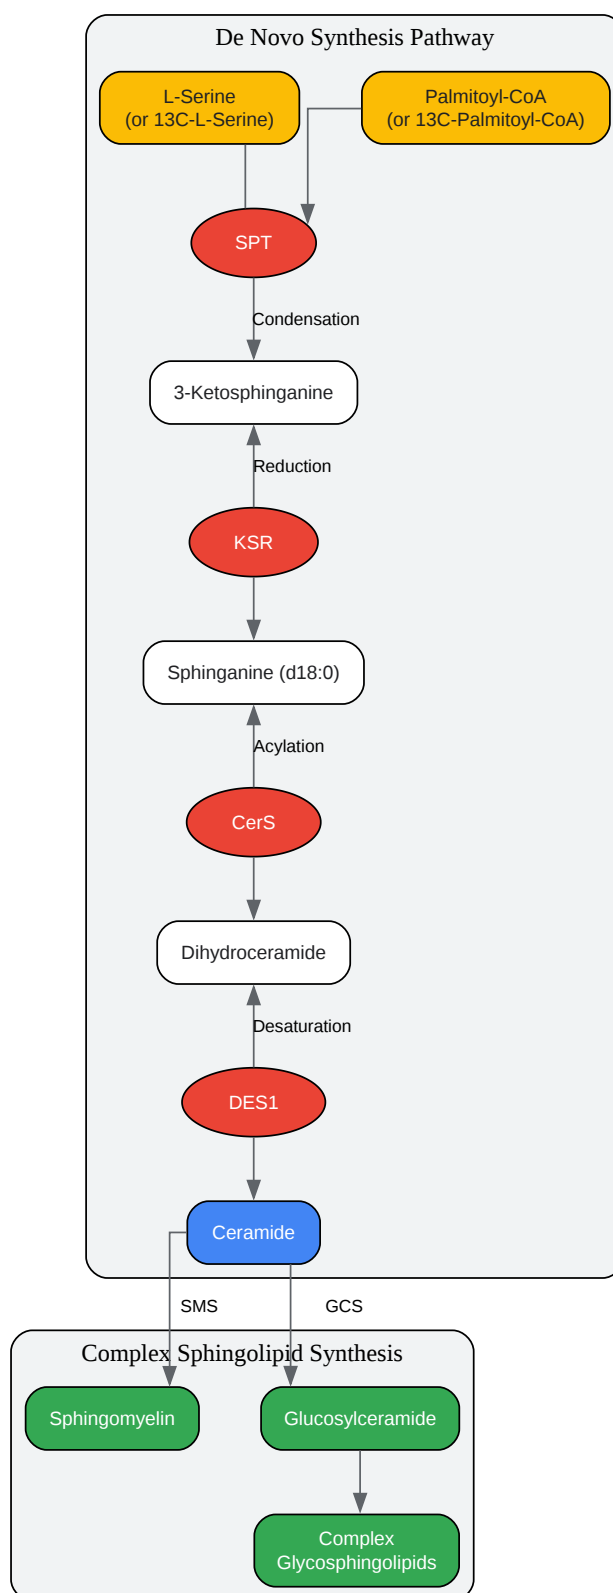 De Novo Synthesis Pathway
L-Serine
(or 13C-L-Serine)
Palmitoyl-CoA
(or 13C-Palmitoyl-CoA)
SPT
Condensation
3-Ketosphinganine
Reduction
KSR
Sphinganine (d18:0)
Acylation
CerS
Dihydroceramide
Desaturation
DES1
Ceramide
SMS
GCS
Complex Sphingolipid Synthesis
Sphingomyelin
Glucosylceramide
Complex
Glycosphingolipids